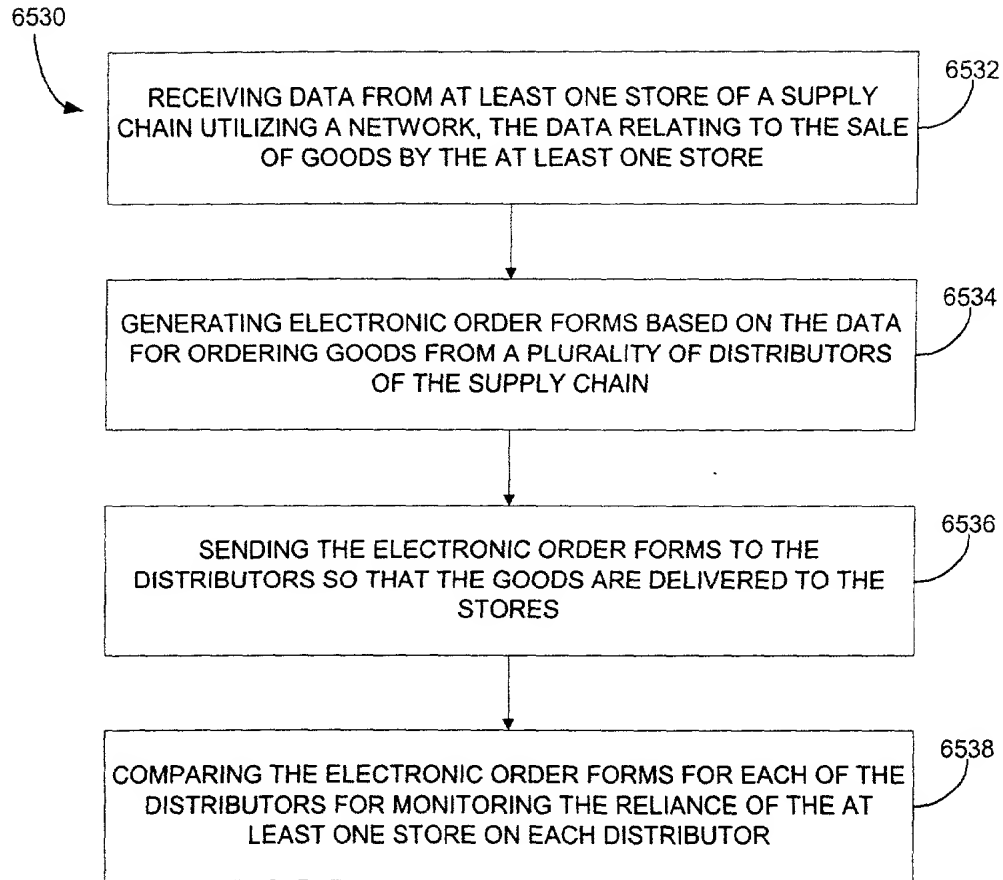 6530
RECEIVING DATA FROM AT LEAST ONE STORE OF A SUPPLY
CHAIN UTILIZING A NETWORK, THE DATA RELATING TO THE SALE
OF GOODS BY THE AT LEAST ONE STORE
6532
GENERATING ELECTRONIC ORDER FORMS BASED ON THE DATA
FOR ORDERING GOODS FROM A PLURALITY OF DISTRIBUTORS
OF THE SUPPLY CHAIN
6534
SENDING THE ELECTRONIC ORDER FORMS TO THE
DISTRIBUTORS SO THAT THE GOODS ARE DELIVERED TO THE
STORES
6536
COMPARING THE ELECTRONIC ORDER FORMS FOR EACH OF THE
DISTRIBUTORS FOR MONITORING THE RELIANCE OF THE AT
LEAST ONE STORE ON EACH DISTRIBUTOR
6538